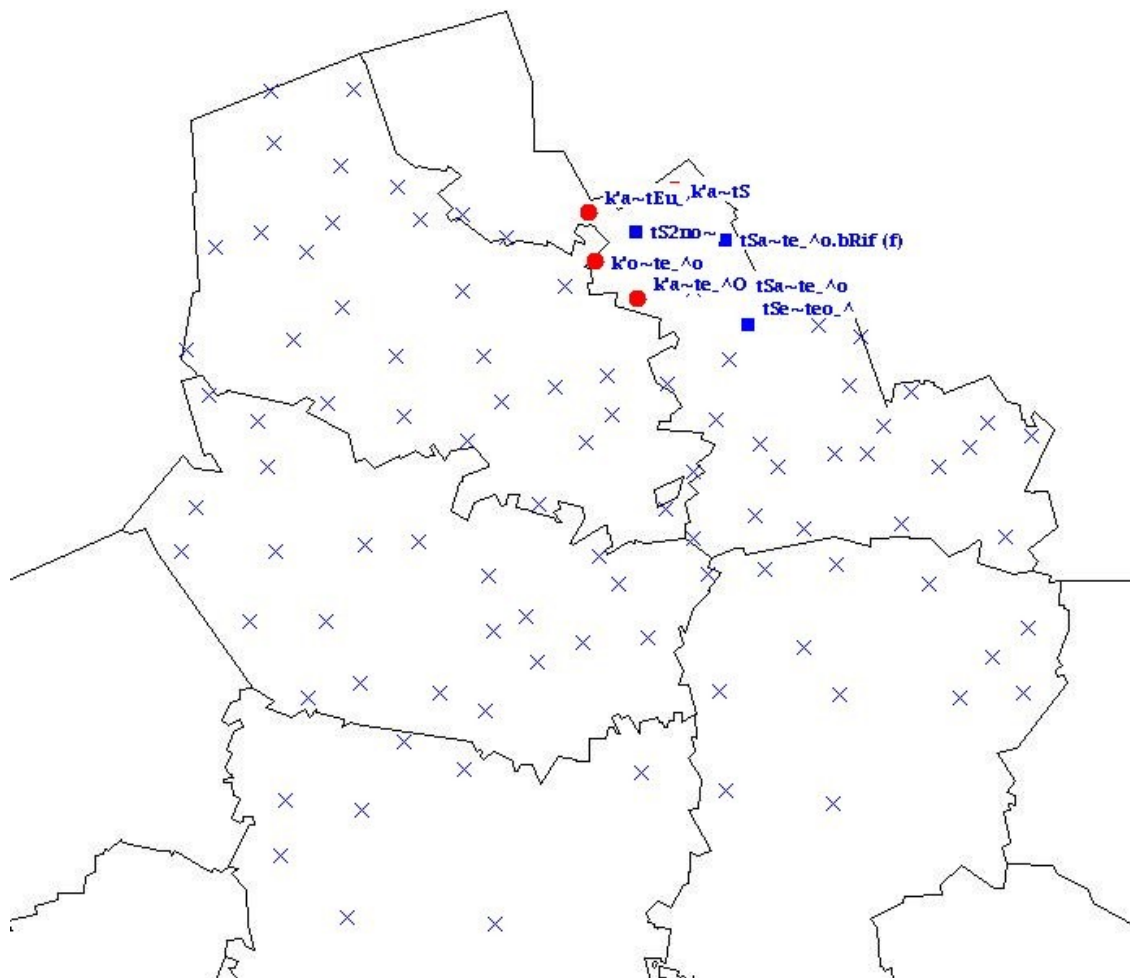 k'a~tEu_^
k'a~tS
tS2no~
tSa~te_^o.bRif (f)
k'o~te_^o
k'a~te_^O
tSa~te_^o
tSe~teo_^